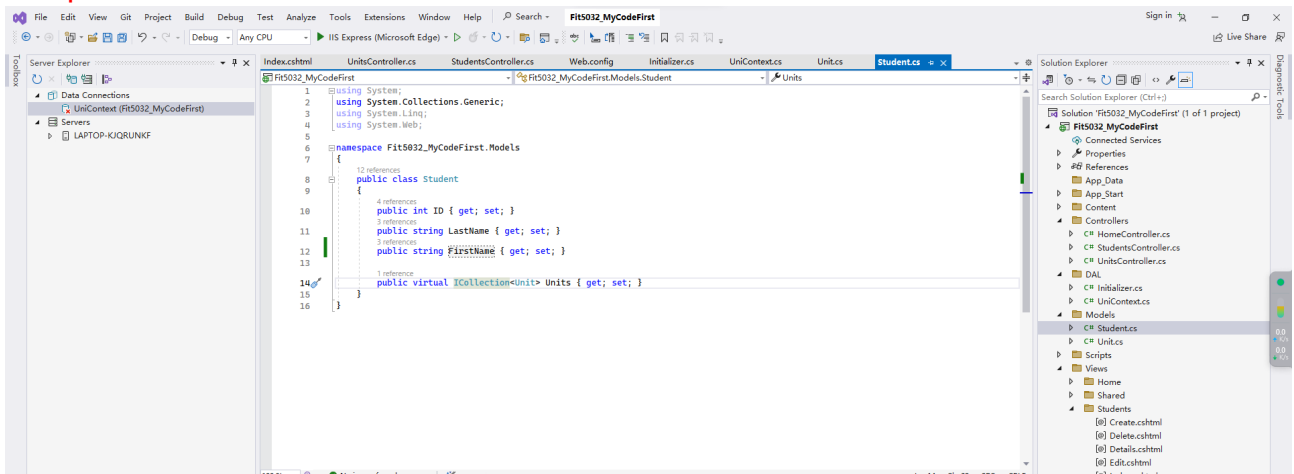 File Edit View Git Project Build Debug Test Analyze Tools Extensions Window Help Search Fit5032_MyCodeFirst Sign in
Debug Any CPU IIS Express (Microsoft Edge) Live Share
Toolbox
Server Explorer
Data Connections
UniContext (Fit5032_MyCodeFirst)
Servers
LAPTOP-KJQRUNKF
Index.cshtml UnitsController.cs StudentsController.cs Web.config Initializer.cs UniContext.cs Unit.cs Student.cs
Fit5032_MyCodeFirst Fit5032_MyCodeFirst.Models.Student Units
1 using System;
2 using System.Collections.Generic;
3 using System.Linq;
4 using System.Web;
5
6 namespace Fit5032_MyCodeFirst.Models
7 {
12 references
8 public class Student
9 {
4 references
10 public int ID { get; set; }
3 references
11 public string LastName { get; set; }
3 references
12 public string FirstName { get; set; }
13
1 reference
14 public virtual ICollection<Unit> Units { get; set; }
15 }
16 }
Solution Explorer
Search Solution Explorer (Ctrl+;)
Solution 'Fit5032_MyCodeFirst' (1 of 1 project)
Fit5032_MyCodeFirst
Connected Services
Properties
References
App_Data
App_Start
Content
Controllers
C# HomeController.cs
C# StudentsController.cs
C# UnitsController.cs
DAL
C# Initializer.cs
C# UniContext.cs
Models
C# Student.cs
C# Unit.cs
Scripts
Views
Home
Shared
Students
[@] Create.cshtml
[@] Delete.cshtml
[@] Details.cshtml
[@] Edit.cshtml
Diagnostic Tools
0.0
K/s
0.0
K/s